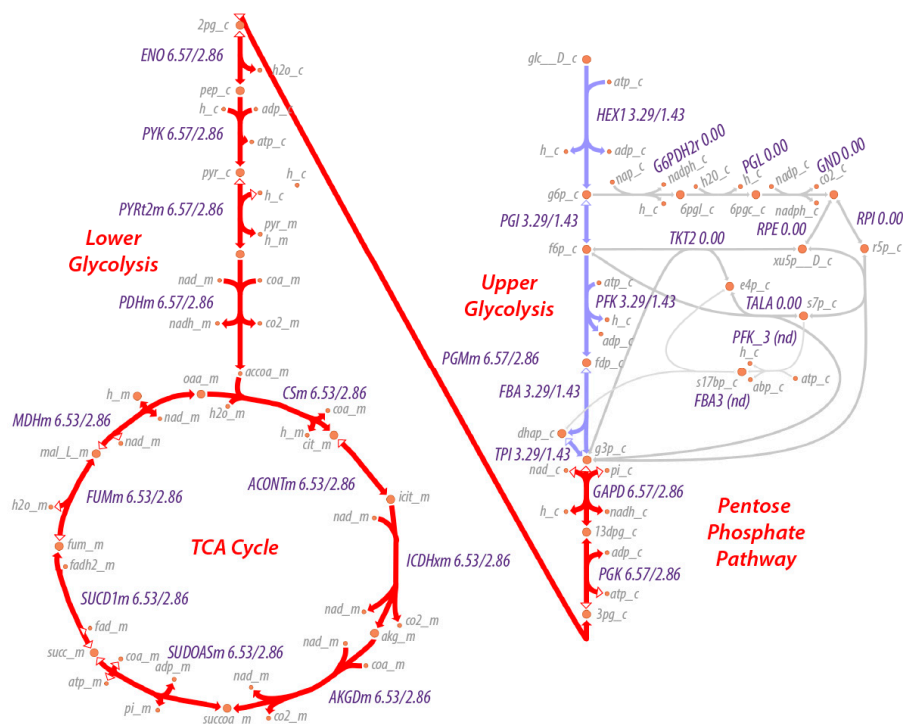 2pg_c
ENO 6.57/2.86
h2o_c
pep_c
h_c
adp_c
PYK 6.57/2.86
atp_c
pyr_c
h_c
h_c
PYRt2m 6.57/2.86
pyr_m
h_m
Lower
Glycolysis
nad_m
coa_m
PDHm 6.57/2.86
nadh_m
co2_m
accoa_m
oaa_m
CSm 6.53/2.86
h_m
h2o_m
coa_m
MDHm 6.53/2.86
nad_m
h_m
cit_m
nad_m
mal_L_m
ACONTm 6.53/2.86
icit_m
FUMm 6.53/2.86
h2o_m
nad_m
TCA Cycle
fum_m
ICDHxm 6.53/2.86
fadh2_m
SUCD1m 6.53/2.86
nad_m
co2_m
fad_m
akg_m
nad_m
succ_m
SUDOASm 6.53/2.86
coa_m
adp_m
coa_m
atp_m
nad_m
AKGDm 6.53/2.86
pi_m
succoa_m
co2_m
glc__D_c
atp_c
HEX1 3.29/1.43
h_c
adp_c
G6PDH2r 0.00
PGL 0.00
GND 0.00
nap_c
nadph_c
h20_c
h_c
nadp_c
co2_c
g6p_c
h_c
6pgl_c
6pgc_c
nadph_c
PGI 3.29/1.43
RPE 0.00
RPI 0.00
TKT2 0.00
f6p_c
r5p_c
xu5p__D_c
Upper
Glycolysis
atp_c
e4p_c
PFK 3.29/1.43
TALA 0.00
s7p_c
h_c
adp_c
PFK_3 (nd)
PGMm 6.57/2.86
fdp_c
h_c
s17bp_c
abp_c
atp_c
FBA 3.29/1.43
FBA3 (nd)
dhap_c
TPI 3.29/1.43
g3p_c
nad_c
pi_c
GAPD 6.57/2.86
h_c
nadh_c
13dpg_c
Pentose
Phosphate
Pathway
adp_c
PGK 6.57/2.86
atp_c
3pg_c